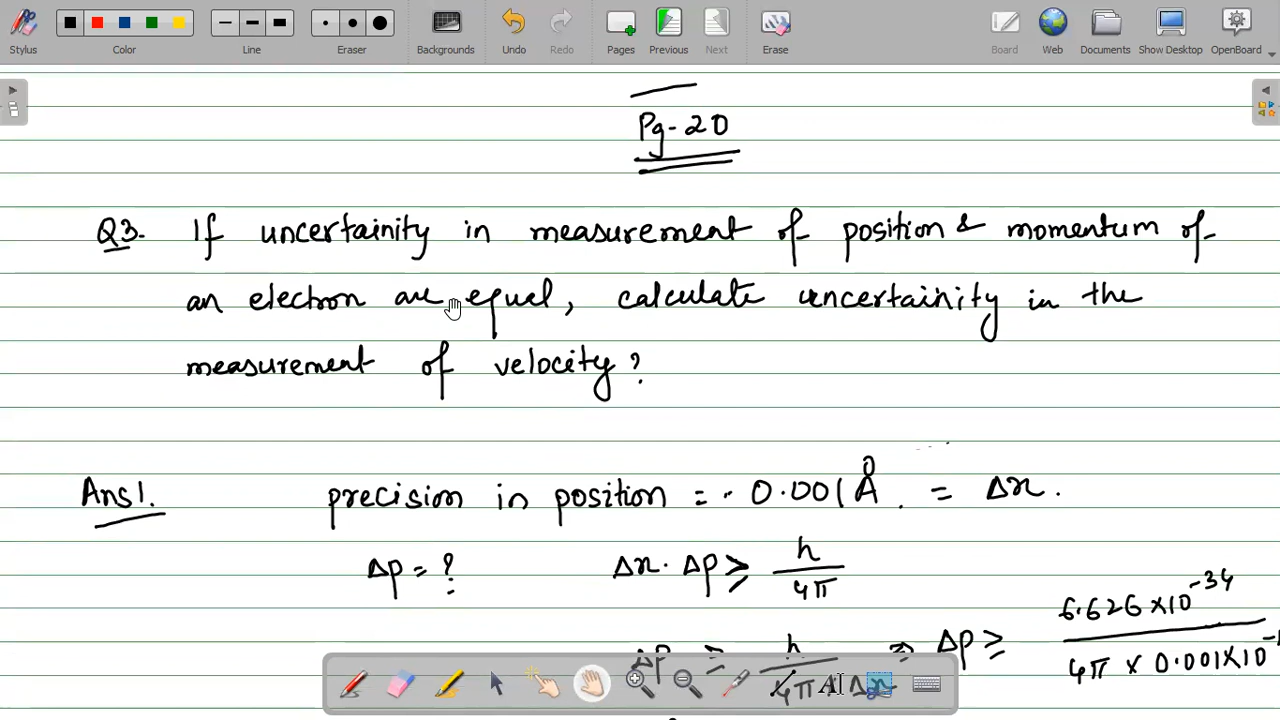 Stylus Color Line Eraser Backgrounds Undo Redo Pages Previous Next Erase Board Web Documents Show Desktop OpenBoard
Pg-20
Q3. If uncertainity in measurement of position & momentum of
an electron are equal, calculate uncertainity in the
measurement of velocity?
Ans1. precision in position = 0.001 Å = Δx.
Δp = ? Δx. Δp ≥ h/4π
Δp ≥ h/4π Δx ⇒ Δp ≥ 6.626 ×10⁻³⁴/4π × 0.001×10